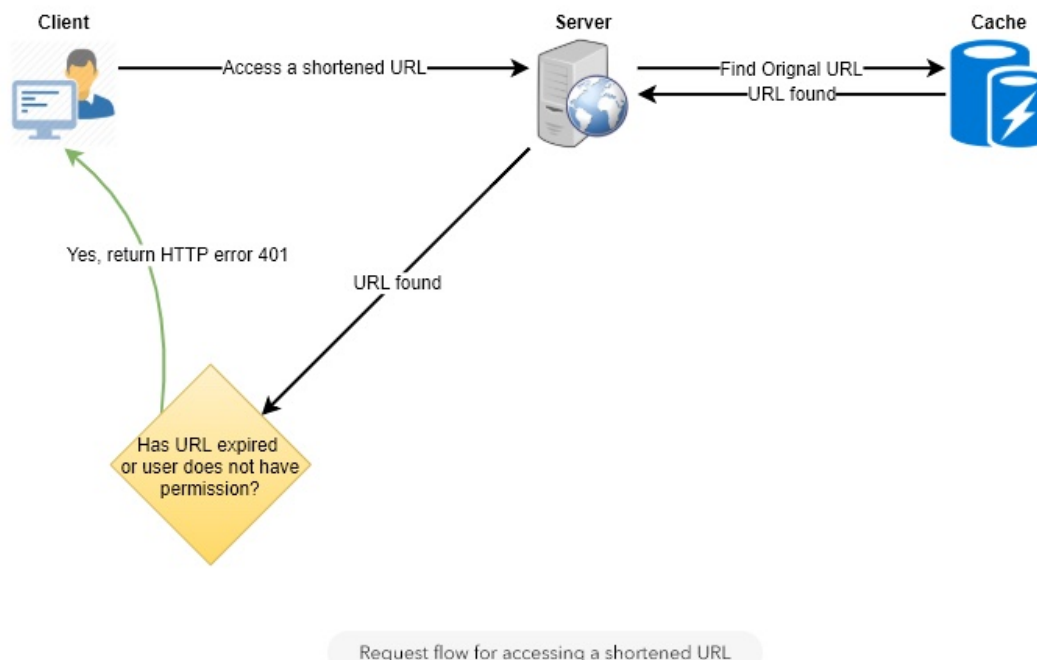 Client
Server
Cache
Access a shortened URL
Find Orignal URL
URL found
Yes, return HTTP error 401
URL found
Has URL expired
or user does not have
permission?
Request flow for accessing a shortened URL